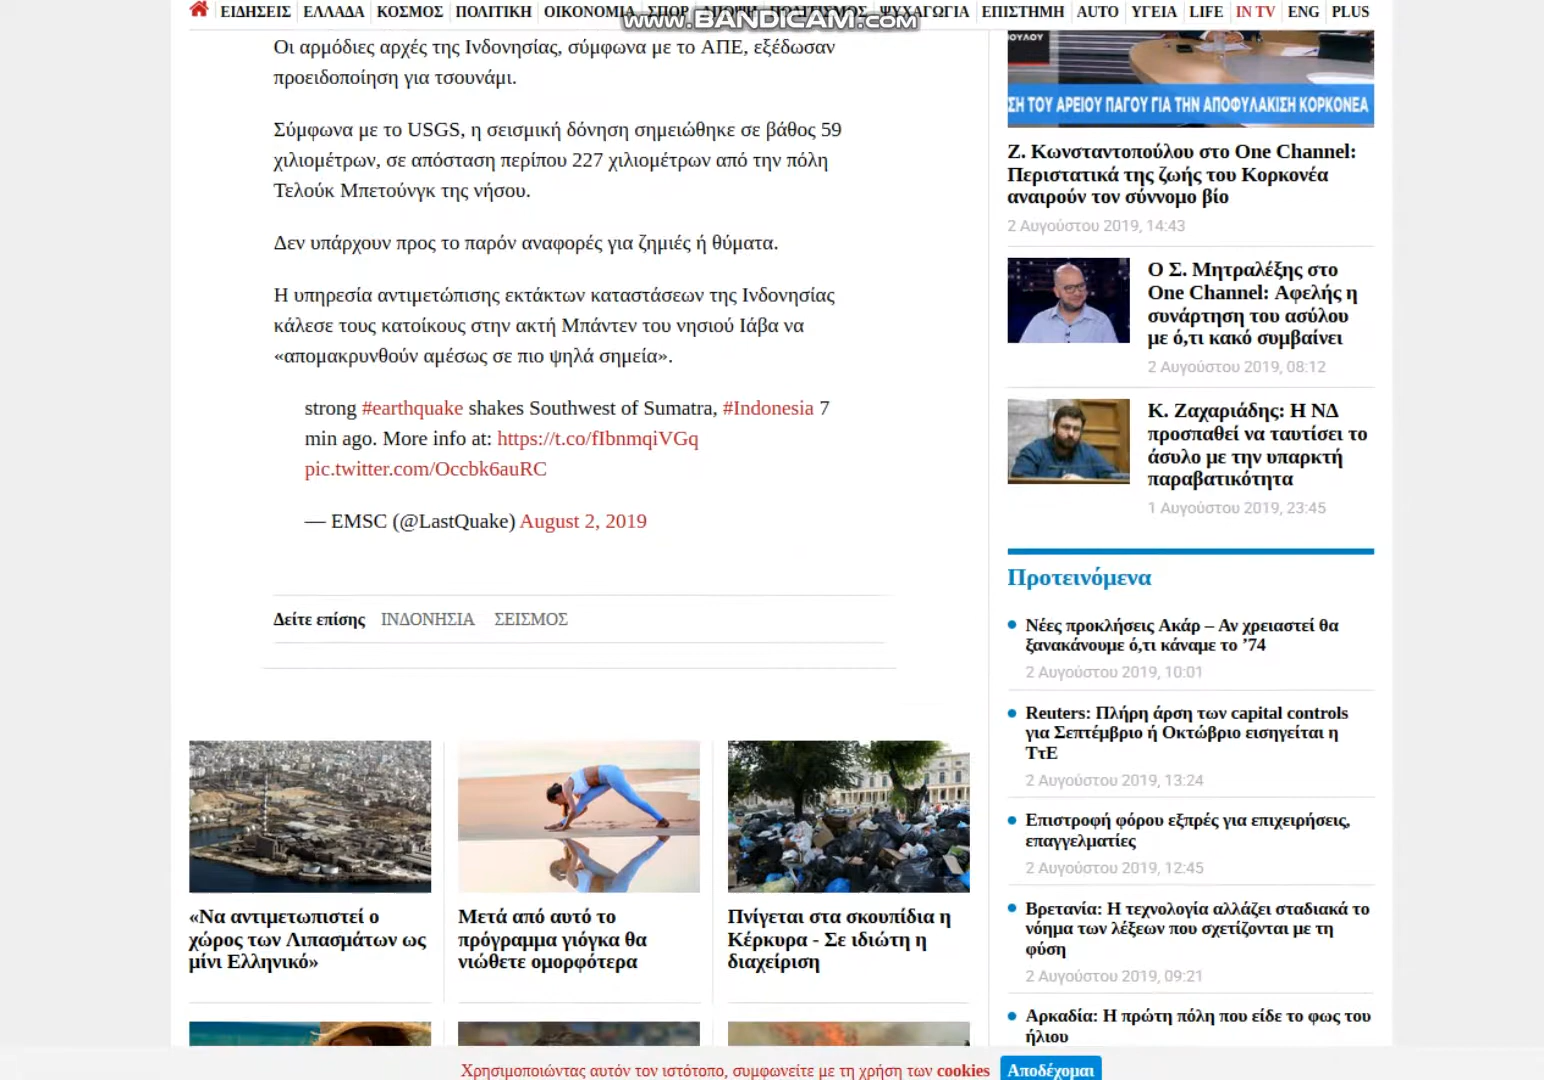 ΕΙΔΗΣΕΙΣ ΕΛΛΑΔΑ ΚΟΣΜΟΣ ΠΟΛΙΤΙΚΗ ΟΙΚΟΝΟΜΙΑ ΣΠΟΡ ΑΠΟΨΗ ΠΟΛΙΤΙΣΜΟΣ ΨΥΧΑΓΩΓΙΑ ΕΠΙΣΤΗΜΗ AUTO ΥΓΕΙΑ LIFE IN TV ENG PLUS
www.BANDICAM.com
Οι αρμόδιες αρχές της Ινδονησίας, σύμφωνα με το ΑΠΕ, εξέδωσαν
προειδοποίηση για τσουνάμι.
Σύμφωνα με το USGS, η σεισμική δόνηση σημειώθηκε σε βάθος 59
χιλιομέτρων, σε απόσταση περίπου 227 χιλιομέτρων από την πόλη
Τελούκ Μπετούνγκ της νήσου.
Δεν υπάρχουν προς το παρόν αναφορές για ζημιές ή θύματα.
Η υπηρεσία αντιμετώπισης εκτάκτων καταστάσεων της Ινδονησίας
κάλεσε τους κατοίκους στην ακτή Μπάντεν του νησιού Ιάβα να
«απομακρυνθούν αμέσως σε πιο ψηλά σημεία».
strong #earthquake shakes Southwest of Sumatra, #Indonesia 7
min ago. More info at: https://t.co/fIbnmqiVGq
pic.twitter.com/Occbk6auRC
— EMSC (@LastQuake) August 2, 2019
Δείτε επίσης ΙΝΔΟΝΗΣΙΑ ΣΕΙΣΜΟΣ
«Να αντιμετωπιστεί ο
χώρος των Λιπασμάτων ως
μίνι Ελληνικό»
Μετά από αυτό το
πρόγραμμα γιόγκα θα
νιώθετε ομορφότερα
Πνίγεται στα σκουπίδια η
Κέρκυρα - Σε ιδιώτη η
διαχείριση
ΠΟΥΛΟΥ
ΣΗ ΤΟΥ ΑΡΕΙΟΥ ΠΑΓΟΥ ΓΙΑ ΤΗΝ ΑΠΟΦΥΛΑΚΙΣΗ ΚΟΡΚΟΝΕΑ
Ζ. Κωνσταντοπούλου στο One Channel:
Περιστατικά της ζωής του Κορκονέα
αναιρούν τον σύννομο βίο
2 Αυγούστου 2019, 14:43
Ο Σ. Μητραλέξης στο
One Channel: Αφελής η
συνάρτηση του ασύλου
με ό,τι κακό συμβαίνει
2 Αυγούστου 2019, 08:12
Κ. Ζαχαριάδης: Η ΝΔ
προσπαθεί να ταυτίσει το
άσυλο με την υπαρκτή
παραβατικότητα
1 Αυγούστου 2019, 23:45
Προτεινόμενα
Νέες προκλήσεις Ακάρ – Αν χρειαστεί θα
ξανακάνουμε ό,τι κάναμε το ’74
2 Αυγούστου 2019, 10:01
Reuters: Πλήρη άρση των capital controls
για Σεπτέμβριο ή Οκτώβριο εισηγείται η
ΤτΕ
2 Αυγούστου 2019, 13:24
Επιστροφή φόρου εξπρές για επιχειρήσεις,
επαγγελματίες
2 Αυγούστου 2019, 12:45
Βρετανία: Η τεχνολογία αλλάζει σταδιακά το
νόημα των λέξεων που σχετίζονται με τη
φύση
2 Αυγούστου 2019, 09:21
Αρκαδία: Η πρώτη πόλη που είδε το φως του
ήλιου
Χρησιμοποιώντας αυτόν τον ιστότοπο, συμφωνείτε με τη χρήση των cookies Αποδέχομαι